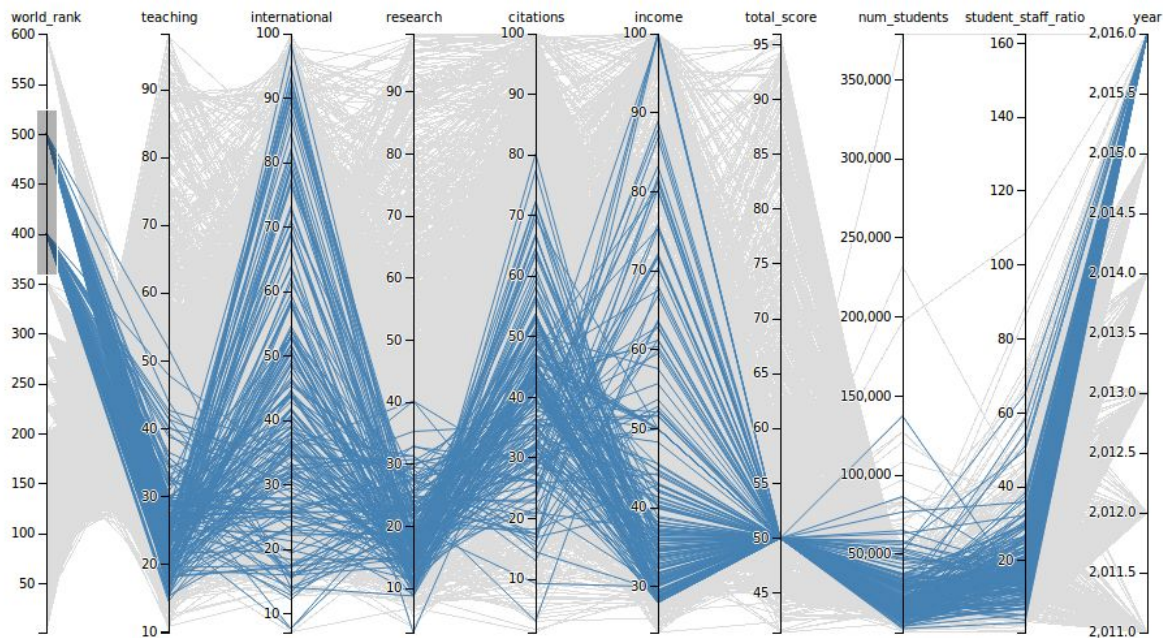 world_rank teaching international research citations income total_score num_students student_staff_ratio year
600 100 100 100 2,016.0
550 90 90 90 90 90 95 350,000 160 2,015.5
500 80 80 80 80 80 90 300,000 140 2,015.0
450 70 70 70 70 70 85 250,000 120 2,014.5
400 60 60 60 60 60 80 200,000 100 2,014.0
350 50 50 50 50 50 75 150,000 80 2,013.5
300 40 40 40 40 40 70 100,000 60 2,013.0
250 30 30 30 30 30 65 50,000 40 2,012.5
200 20 20 20 20 60 20 2,012.0
150 10 10 10 10 55 2,011.5
100 50 2,011.0
50 45